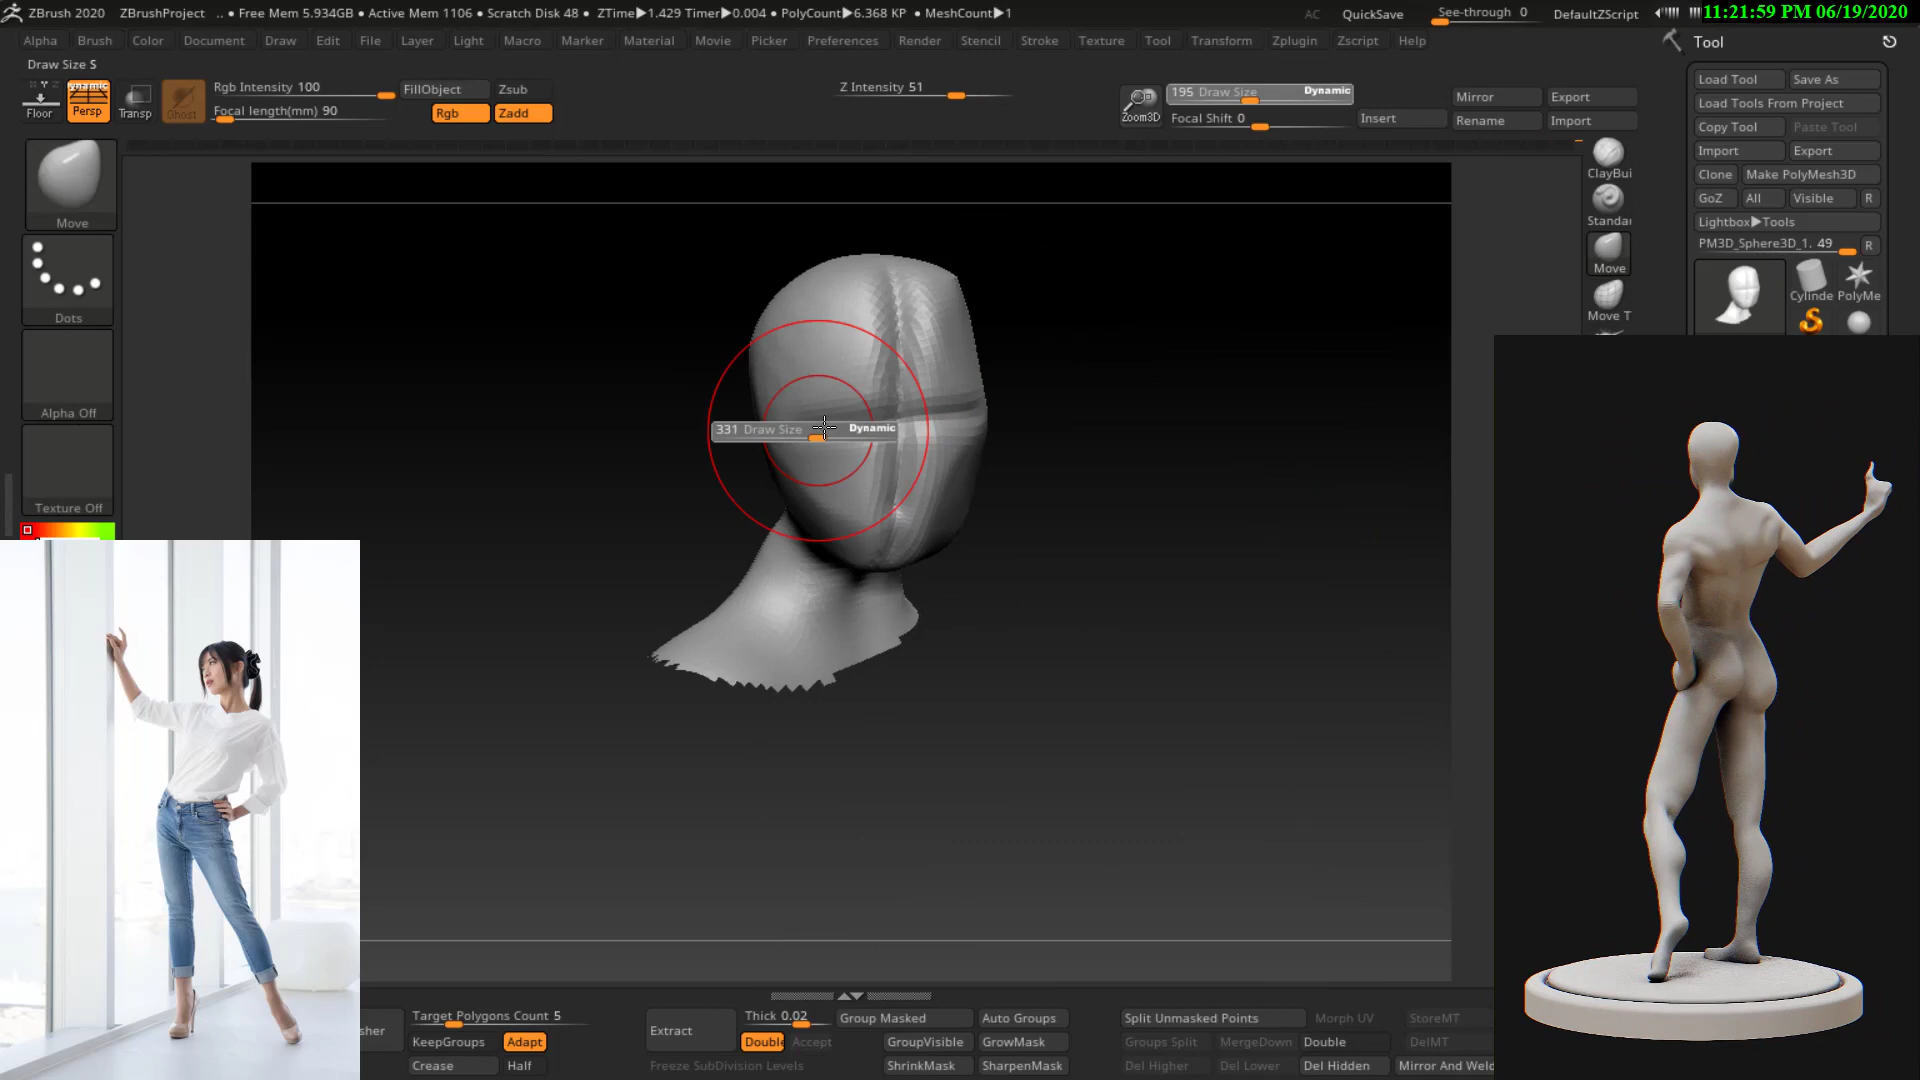 ZBrush 2020 ZBrushProject .. ● Free Mem 5.934GB ● Active Mem 1106 ● Scratch Disk 48 ● ZTime▶1.429 Timer▶0.004 ● PolyCount▶6.368 KP ● MeshCount▶1 AC QuickSave See-through 0 DefaultZScript 11:21:59 PM 06/19/2020
Alpha Brush Color Document Draw Edit File Layer Light Macro Marker Material Movie Picker Preferences Render Stencil Stroke Texture Tool Transform Zplugin Zscript Help
Tool
Draw Size S
Load Tool Save As
Load Tools From Project
Copy Tool Paste Tool
Import Export
Clone Make PolyMesh3D
GoZ All Visible R
Lightbox▶Tools
PM3D_Sphere3D_1. 49 R
Cylinde PolyMe
Floor
Dynamic
Persp
Transp
Ghost
Rgb Intensity 100
Focal length(mm) 90
FillObject Zsub
Rgb Zadd
Z Intensity 51
Zoom3D
195 Draw Size Dynamic
Focal Shift 0
Insert
Mirror Export
Rename Import
Move
Dots
Alpha Off
Texture Off
ClayBui
Standar
Move
Move T
331 Draw Size Dynamic
sher
Target Polygons Count 5
KeepGroups Adapt
Crease Half
Extract
Thick 0.02
Double Accept
Freeze SubDivision Levels
Group Masked Auto Groups
GroupVisible GrowMask
ShrinkMask SharpenMask
Split Unmasked Points Morph UV StoreMT
Groups Split MergeDown Double DelMT
Del Higher Del Lower Del Hidden Mirror And Weld